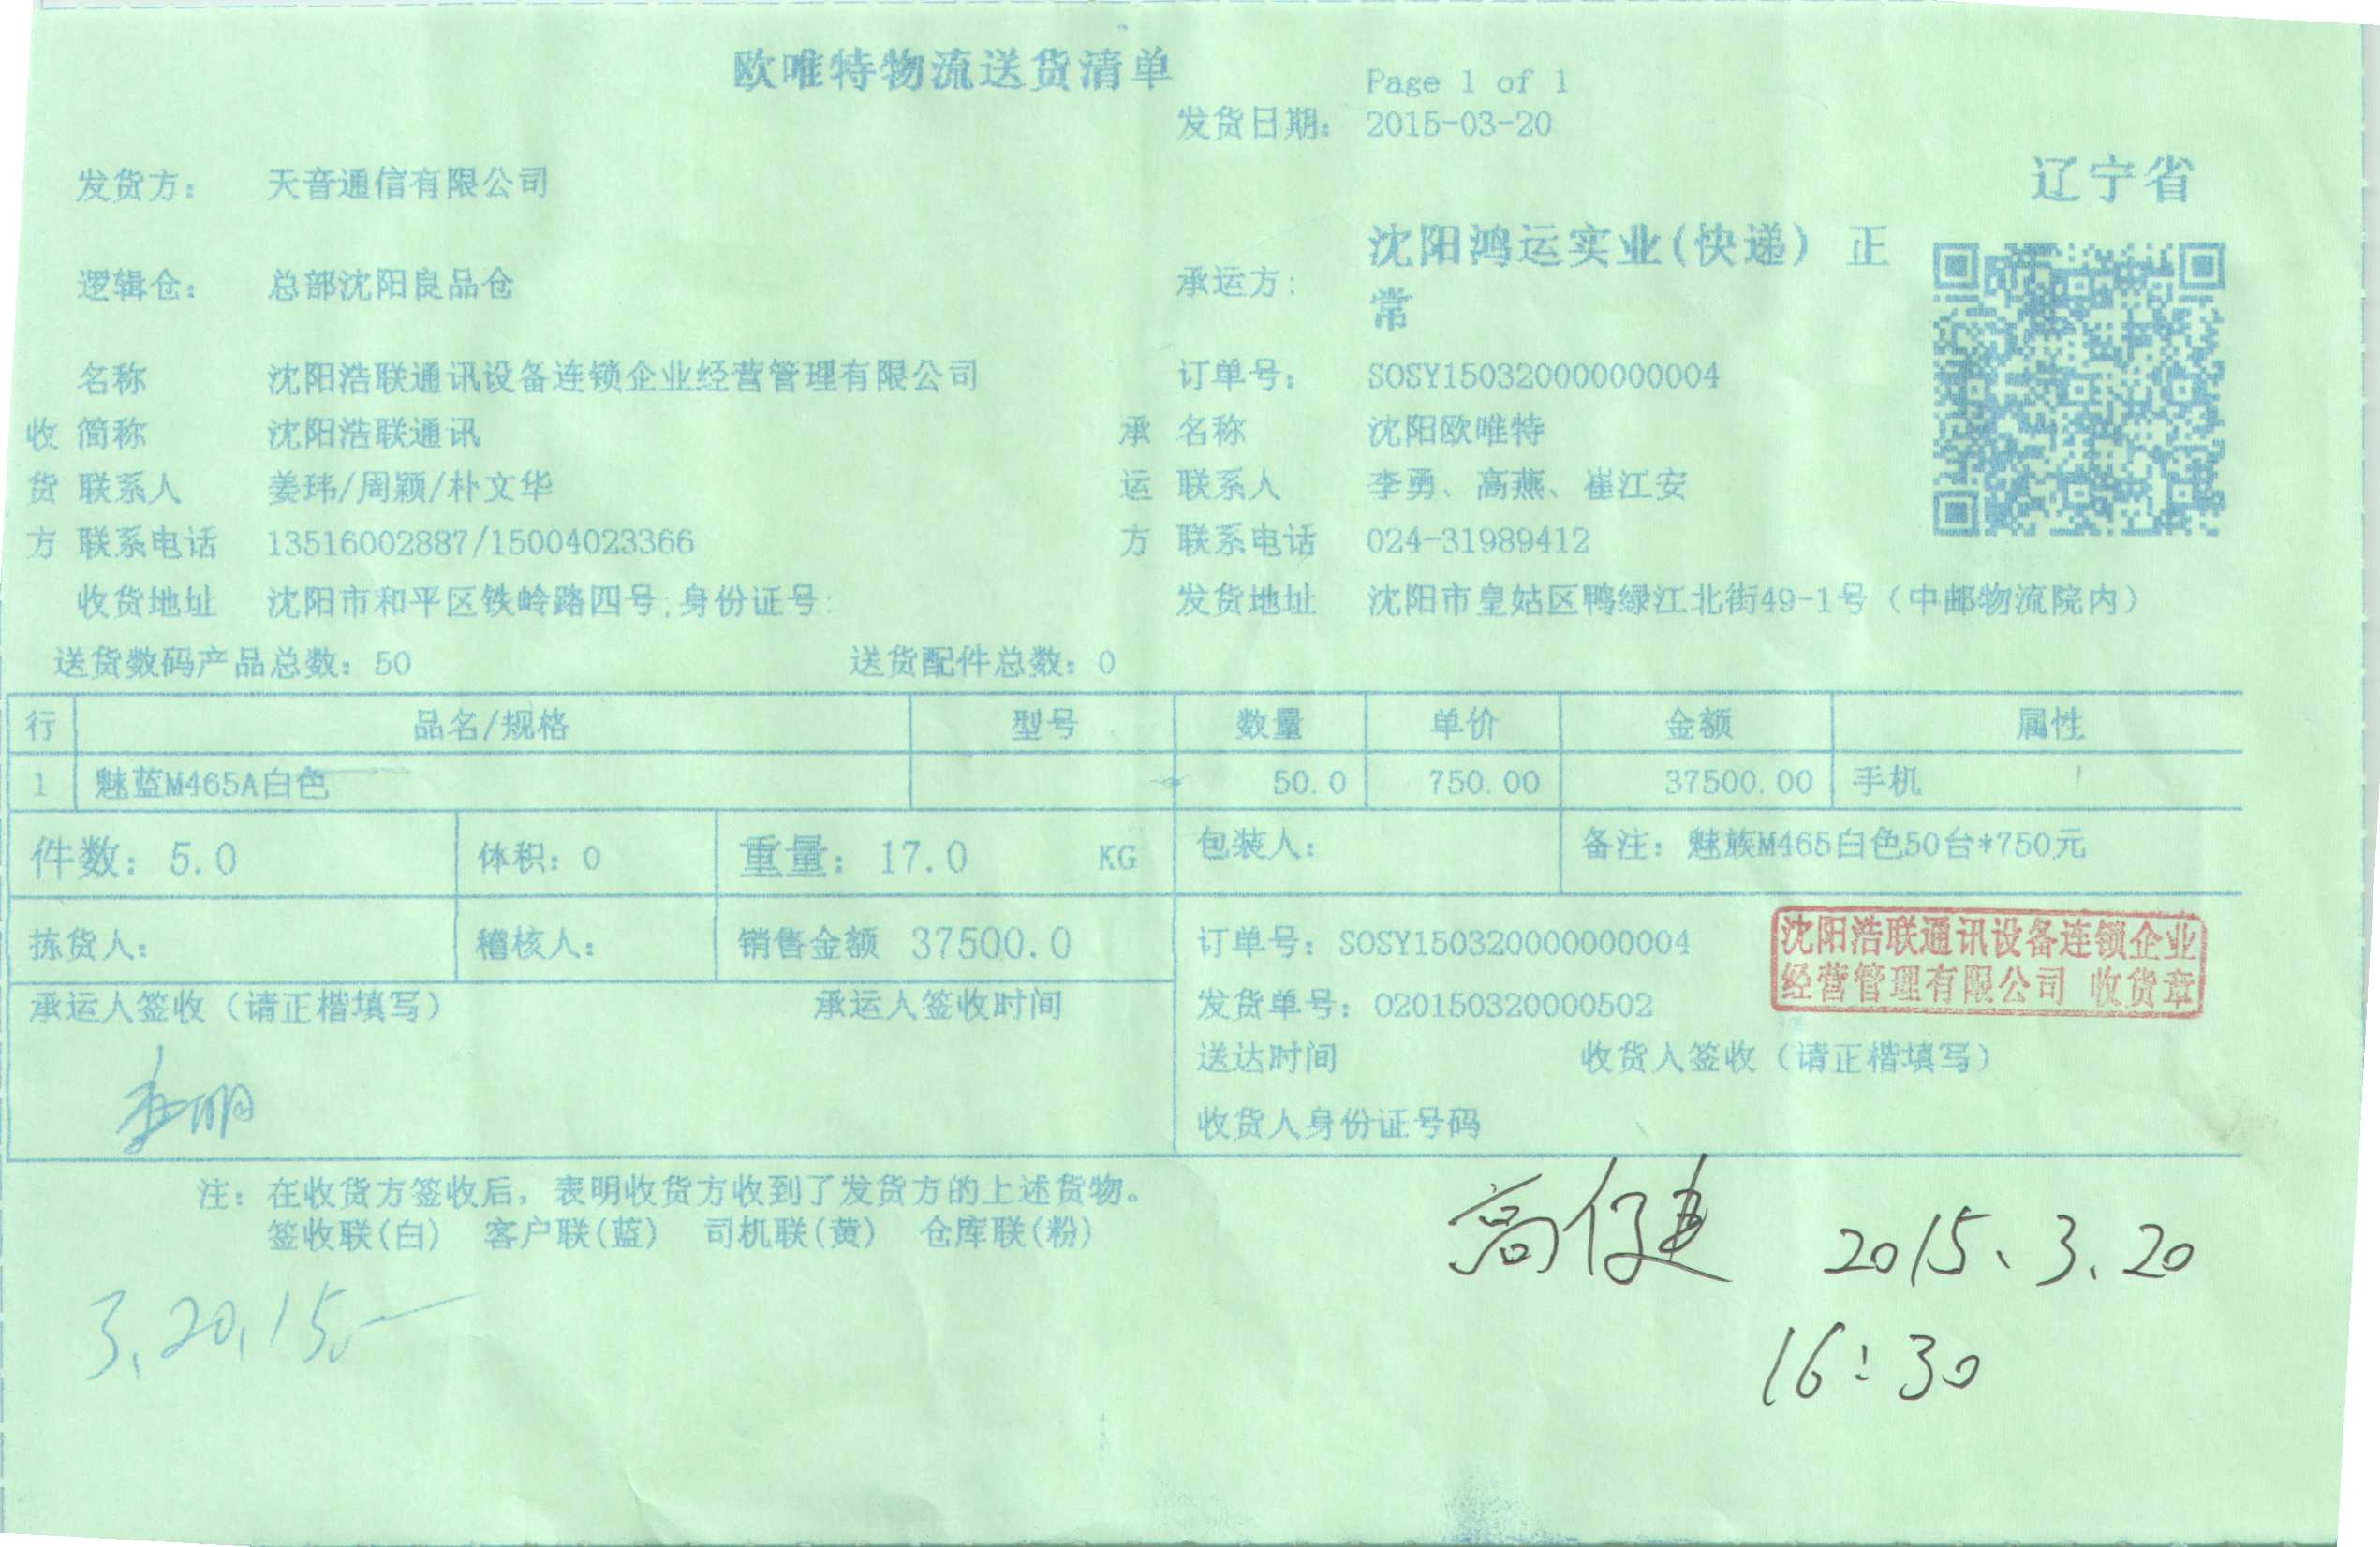 欧唯特物流送货清单
Page 1 of 1
发货日期: 2015-03-20
发货方: 天音通信有限公司
辽宁省
逻辑仓: 总部沈阳良品仓
承运方: 沈阳鸿运实业(快递) 正常
名称 沈阳浩联通讯设备连锁企业经营管理有限公司 订单号: SOSY150320000000004
收 简称 沈阳浩联通讯 承 名称 沈阳欧唯特
货 联系人 姜玮/周颖/朴文华 运 联系人 李勇、高燕、崔江安
方 联系电话 13516002887/15004023366 方 联系电话 024-31989412
收货地址 沈阳市和平区铁岭路四号;身份证号: 发货地址 沈阳市皇姑区鸭绿江北街49-1号（中邮物流院内）
送货数码产品总数: 50 送货配件总数: 0
行 品名/规格 型号 数量 单价 金额 属性
1 魅蓝M465A白色 50.0 750.00 37500.00 手机
件数: 5.0 体积: 0 重量: 17.0 KG 包装人: 备注: 魅族M465白色50台*750元
拣货人: 稽核人: 销售金额 37500.0 订单号: SOSY150320000000004
沈阳浩联通讯设备连锁企业
经营管理有限公司 收货章
承运人签收（请正楷填写） 承运人签收时间 发货单号: 020150320000502
送达时间 收货人签收（请正楷填写）
收货人身份证号码
注: 在收货方签收后, 表明收货方收到了发货方的上述货物。
签收联(白) 客户联(蓝) 司机联(黄) 仓库联(粉)
2015、3、20
3、20、15
16:30